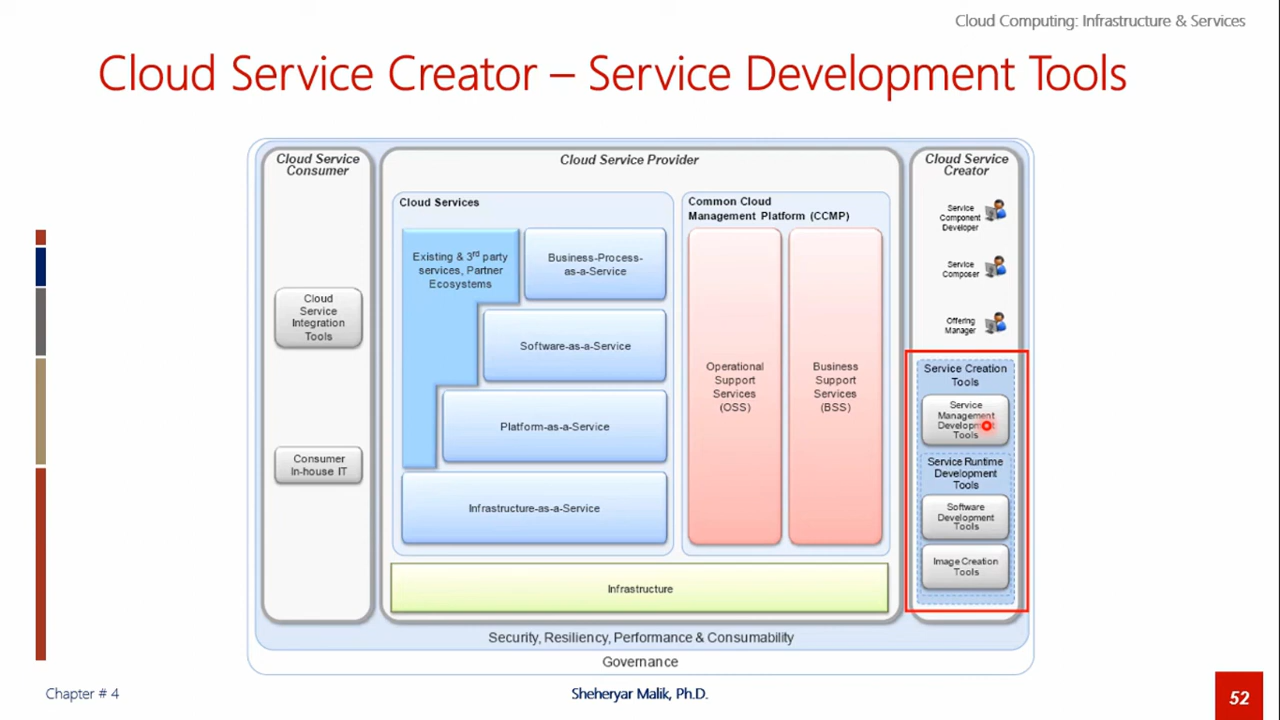 Cloud Computing: Infrastructure & Services
Cloud Service Creator – Service Development Tools
Cloud Service
Consumer
Cloud
Service
Integration
Tools
Consumer
In-house IT
Cloud Service Provider
Cloud Services
Existing & 3rd party
services, Partner
Ecosystems
Business-Process-
as-a-Service
Software-as-a-Service
Platform-as-a-Service
Infrastructure-as-a-Service
Common Cloud
Management Platform (CCMP)
Operational
Support
Services
(OSS)
Business
Support
Services
(BSS)
Infrastructure
Cloud Service
Creator
Service
Component
Developer
Service
Composer
Offering
Manager
Service Creation
Tools
Service
Management
Development
Tools
Service Runtime
Development
Tools
Software
Development
Tools
Image Creation
Tools
Security, Resiliency, Performance & Consumability
Governance
Chapter # 4
Sheheryar Malik, Ph.D.
52